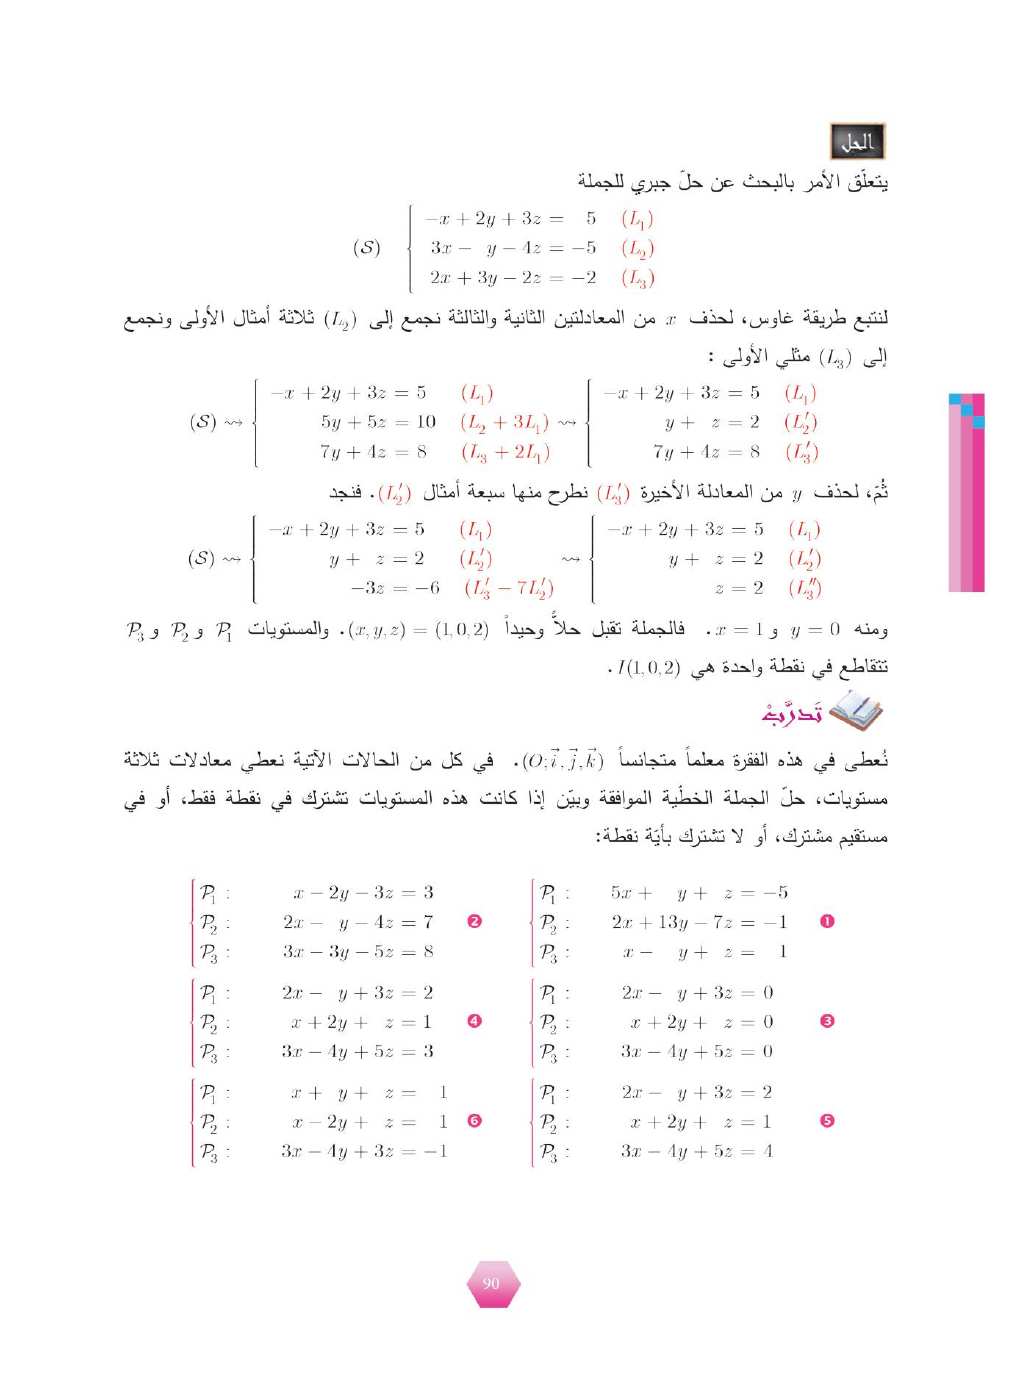 الحل
يتعلّق الأمر بالبحث عن حلّ جبري للجملة
(S) { −x + 2y + 3z = 5 (L₁)
3x − y − 4z = −5 (L₂)
2x + 3y − 2z = −2 (L₃)
لنتبع طريقة غاوس، لحذف x من المعادلتين الثانية والثالثة نجمع إلى (L₂) ثلاثة أمثال الأولى ونجمع
إلى (L₃) مثلي الأولى :
(S) ⇝ { −x + 2y + 3z = 5 (L₁) ⇝ { −x + 2y + 3z = 5 (L₁)
5y + 5z = 10 (L₂ + 3L₁) y + z = 2 (L′₂)
7y + 4z = 8 (L₃ + 2L₁) 7y + 4z = 8 (L′₃)
ثُمّ، لحذف y من المعادلة الأخيرة (L′₃) نطرح منها سبعة أمثال (L′₂). فنجد
(S) ⇝ { −x + 2y + 3z = 5 (L₁) ⇝ { −x + 2y + 3z = 5 (L₁)
y + z = 2 (L′₂) y + z = 2 (L′₂)
−3z = −6 (L′₃ − 7L′₂) z = 2 (L″₃)
ومنه y = 0 و x = 1. فالجملة تقبل حلاًّ وحيداً (x, y, z) = (1, 0, 2). والمستويات P₁ و P₂ و P₃
تتقاطع في نقطة واحدة هي I(1, 0, 2).
تَدرَّبْ
نُعطى في هذه الفقرة معلماً متجانساً (O; i⃗, j⃗, k⃗). في كل من الحالات الآتية نعطي معادلات ثلاثة
مستويات، حلّ الجملة الخطّية الموافقة وبيّن إذا كانت هذه المستويات تشترك في نقطة فقط، أو في
مستقيم مشترك، أو لا تشترك بأيّة نقطة:
❶ P₁ : 5x + y + z = −5
P₂ : 2x + 13y − 7z = −1
P₃ : x − y + z = 1
❷ P₁ : x − 2y − 3z = 3
P₂ : 2x − y − 4z = 7
P₃ : 3x − 3y − 5z = 8
❸ P₁ : 2x − y + 3z = 0
P₂ : x + 2y + z = 0
P₃ : 3x − 4y + 5z = 0
❹ P₁ : 2x − y + 3z = 2
P₂ : x + 2y + z = 1
P₃ : 3x − 4y + 5z = 3
❺ P₁ : 2x − y + 3z = 2
P₂ : x + 2y + z = 1
P₃ : 3x − 4y + 5z = 4
❻ P₁ : x + y + z = 1
P₂ : x − 2y + z = 1
P₃ : 3x − 4y + 3z = −1
90